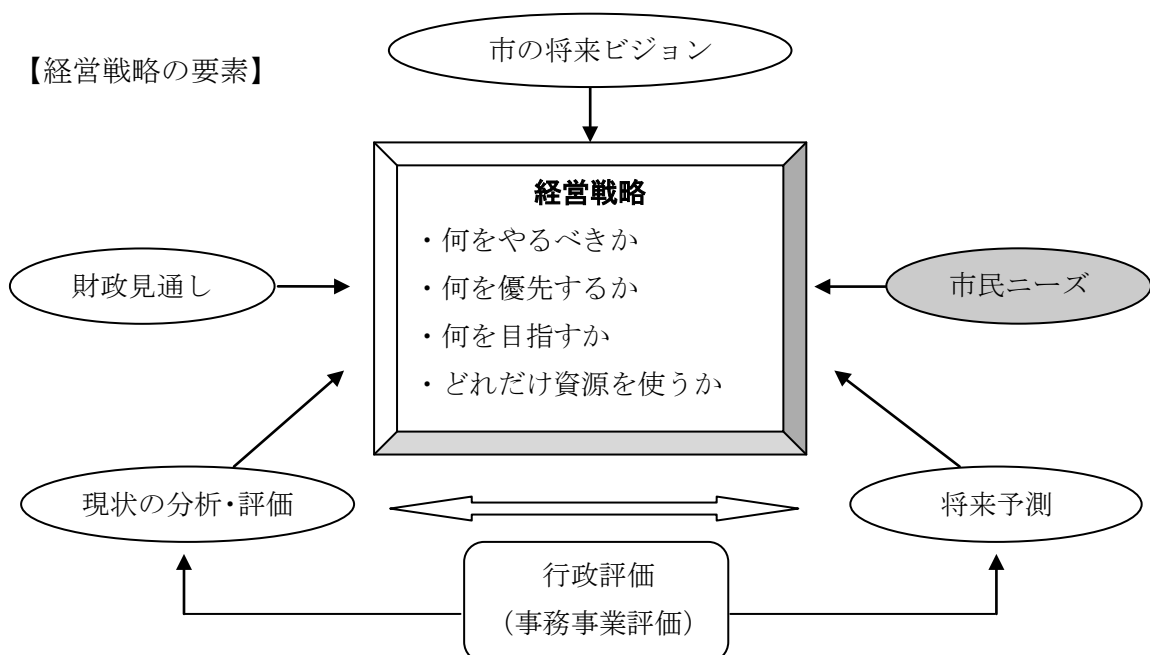 市の将来ビジョン
【経営戦略の要素】
経営戦略
・何をやるべきか
・何を優先するか
・何を目指すか
・どれだけ資源を使うか
財政見通し
市民ニーズ
現状の分析・評価
将来予測
行政評価
(事務事業評価)